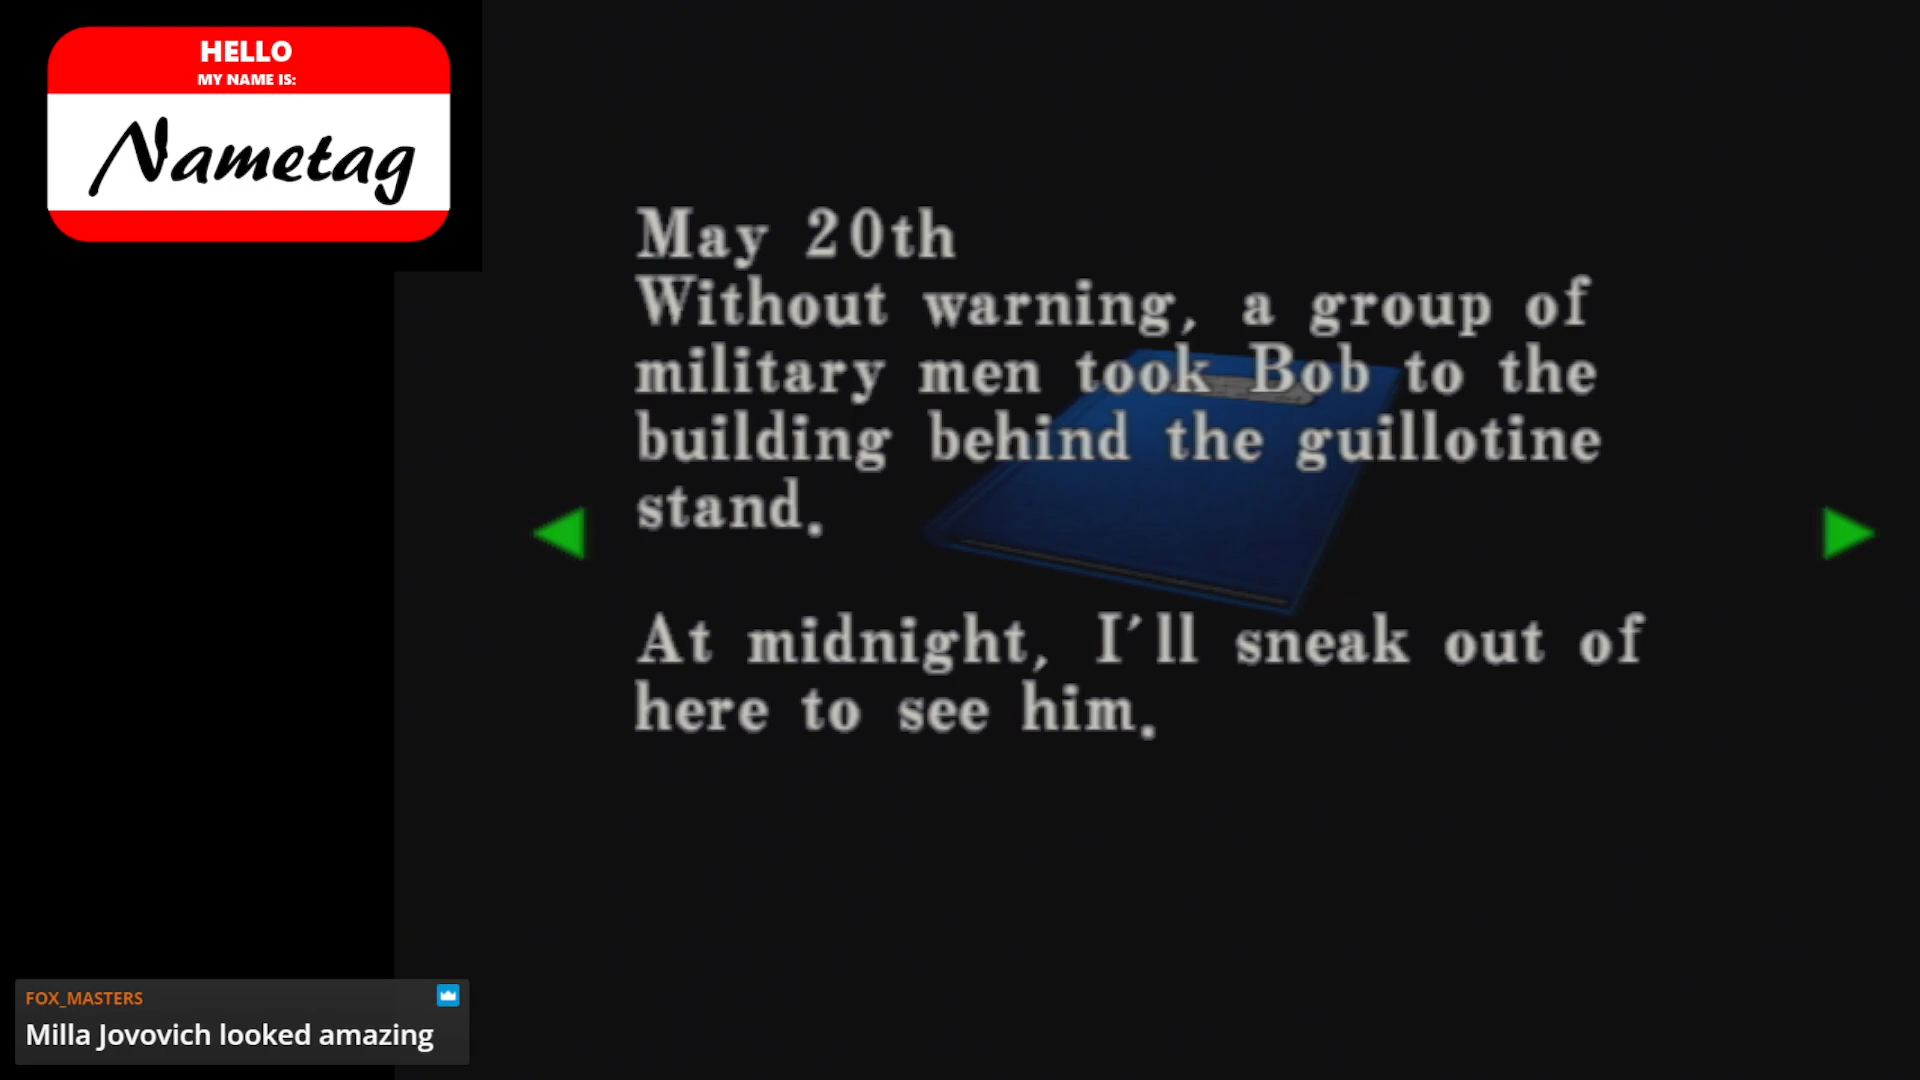 HELLO
MY NAME IS:
Nametag
May 20th
Without warning, a group of
military men took Bob to the
building behind the guillotine
stand.
At midnight, I'll sneak out of
here to see him.
FOX_MASTERS
Milla Jovovich looked amazing